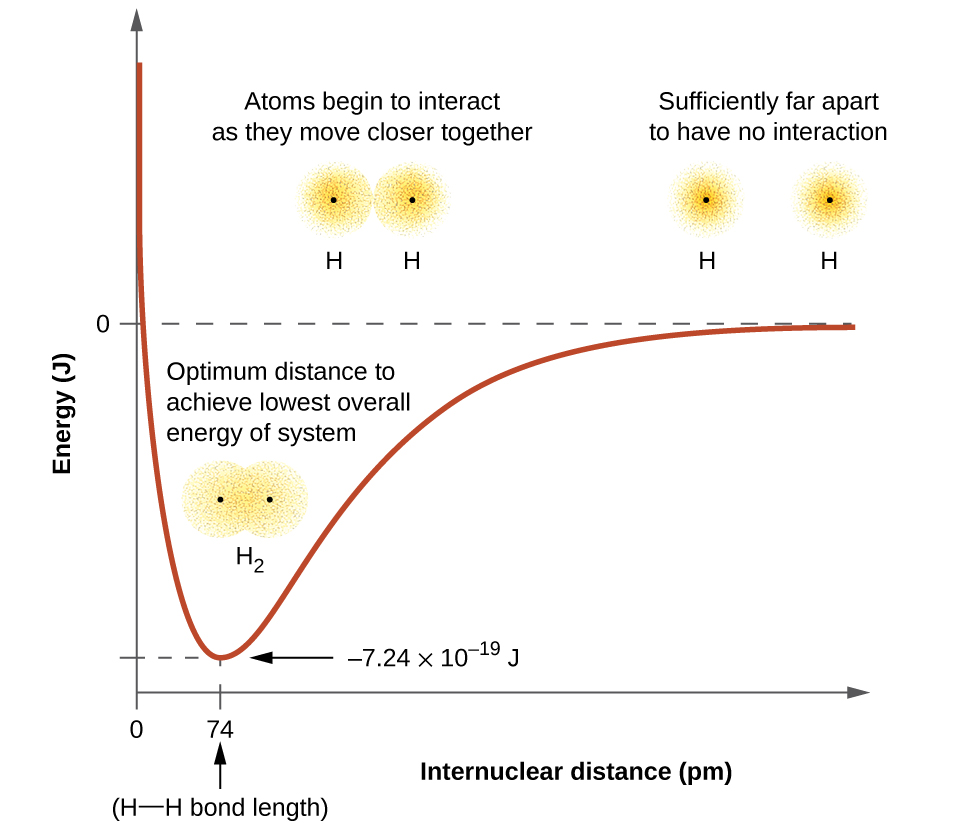 Atoms begin to interact
as they move closer together
Sufficiently far apart
to have no interaction
H H
H H
0
Energy (J)
Optimum distance to
achieve lowest overall
energy of system
H₂
–7.24 × 10⁻¹⁹ J
0 74
Internuclear distance (pm)
(H—H bond length)